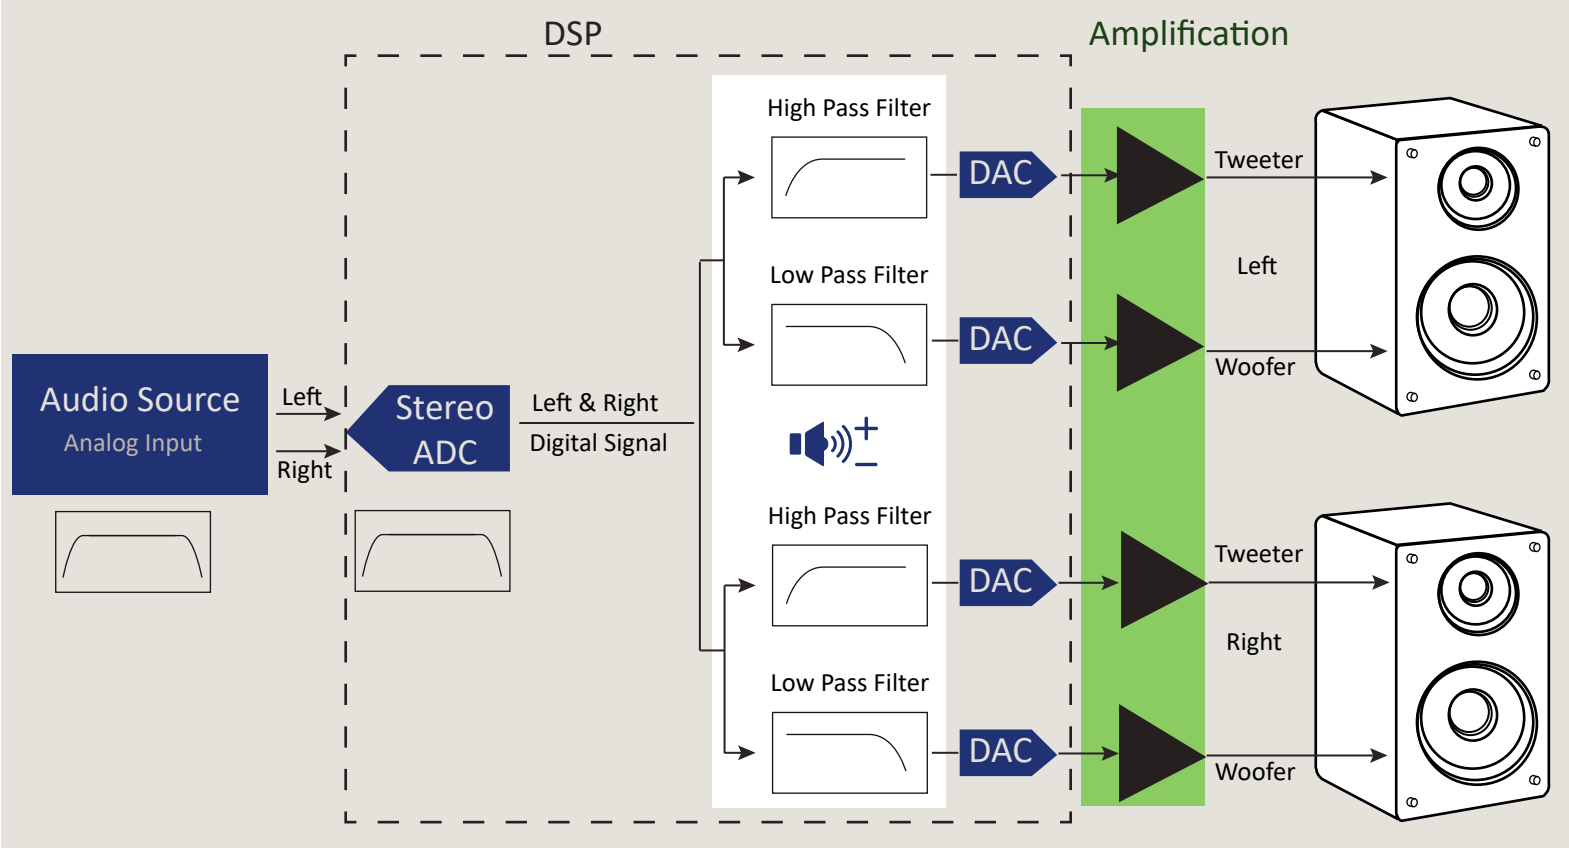 DSP
Amplification
High Pass Filter
DAC
Tweeter
Left
Low Pass Filter
DAC
Woofer
Audio Source
Analog Input
Left
Right
Stereo
ADC
Left & Right
Digital Signal
High Pass Filter
DAC
Tweeter
Right
Low Pass Filter
DAC
Woofer